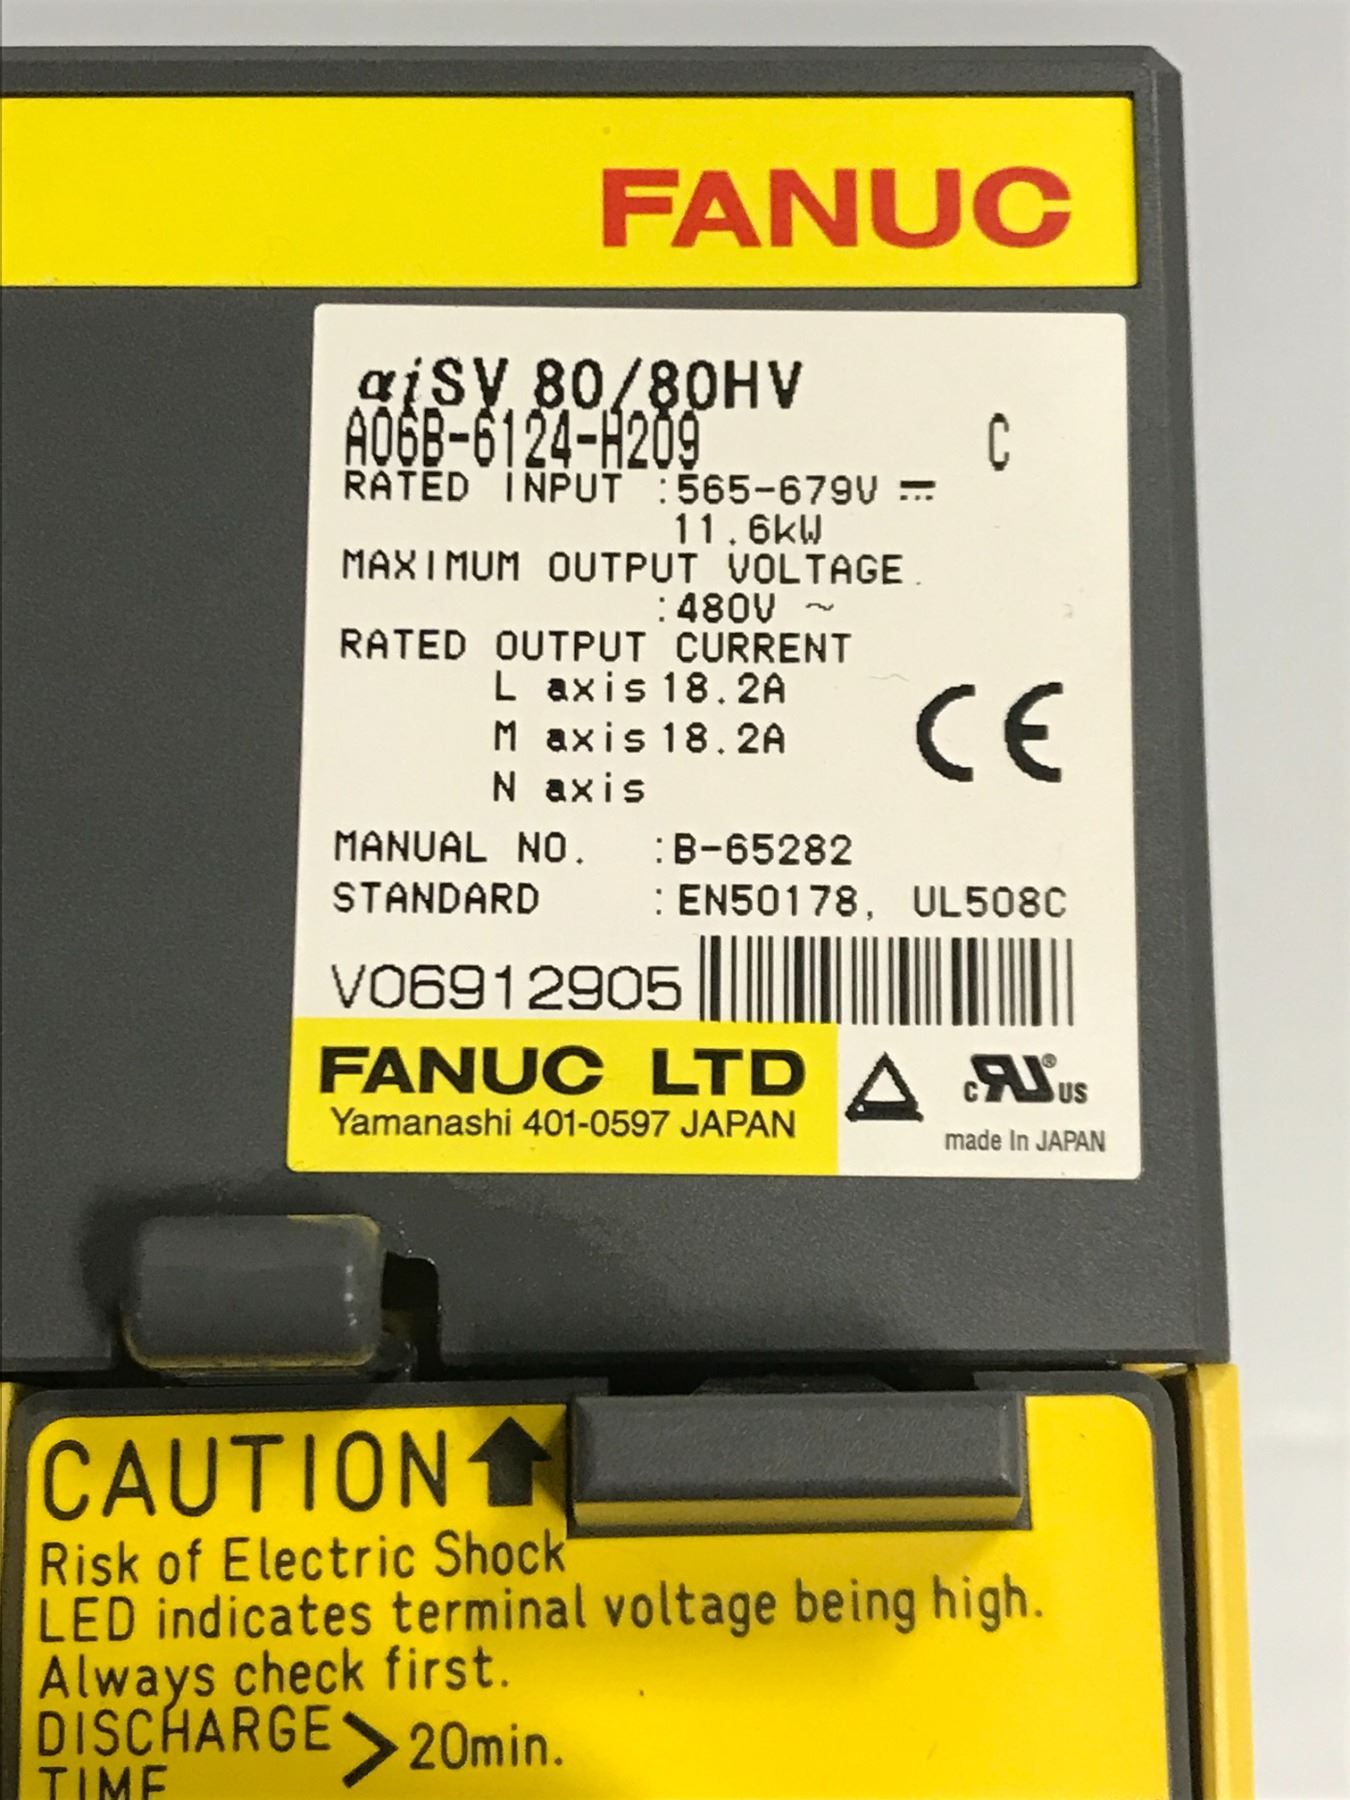 FANUC
αiSV 80/80HV
A06B-6124-H209 C
RATED INPUT :565-679V ⎓
11.6kW
MAXIMUM OUTPUT VOLTAGE
:480V ~
RATED OUTPUT CURRENT
L axis 18.2A
M axis 18.2A
N axis
CE
MANUAL NO. :B-65282
STANDARD :EN50178, UL508C
V06912905
FANUC LTD
Yamanashi 401-0597 JAPAN
c RU ® US
made In JAPAN
CAUTION
Risk of Electric Shock
LED indicates terminal voltage being high.
Always check first.
DISCHARGE > 20min.
TIME